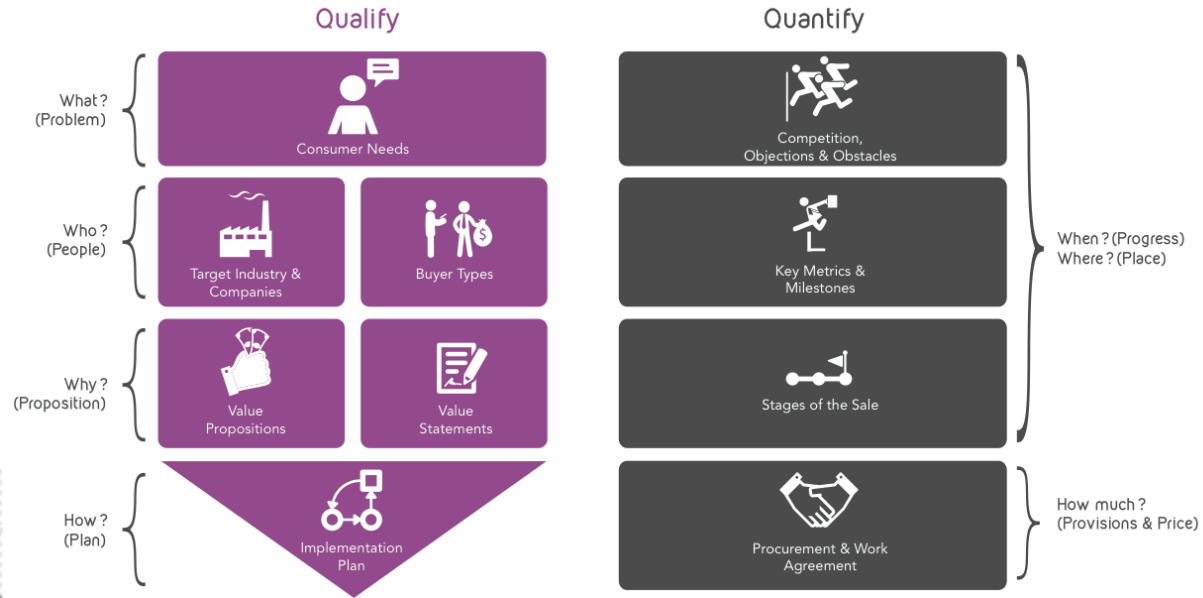 Qualify
Quantify
What?
(Problem)
Consumer Needs
Competition,
Objections & Obstacles
Who?
(People)
Target Industry &
Companies
Buyer Types
Key Metrics &
Milestones
When? (Progress)
Where? (Place)
Why?
(Proposition)
Value
Propositions
Value
Statements
Stages of the Sale
How?
(Plan)
Implementation
Plan
Procurement & Work
Agreement
How much?
(Provisions & Price)
$